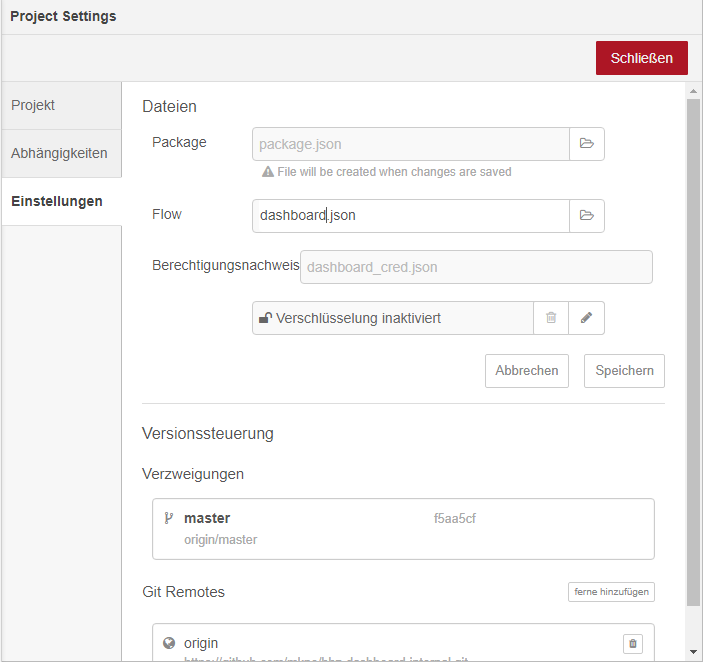 Project Settings
Schließen
Projekt
Abhängigkeiten
Einstellungen
Dateien
Package
package.json
File will be created when changes are saved
Flow
dashboard.json
Berechtigungsnachweis
dashboard_cred.json
Verschlüsselung inaktiviert
Abbrechen
Speichern
Versionssteuerung
Verzweigungen
master
f5aa5cf
origin/master
Git Remotes
ferne hinzufügen
origin